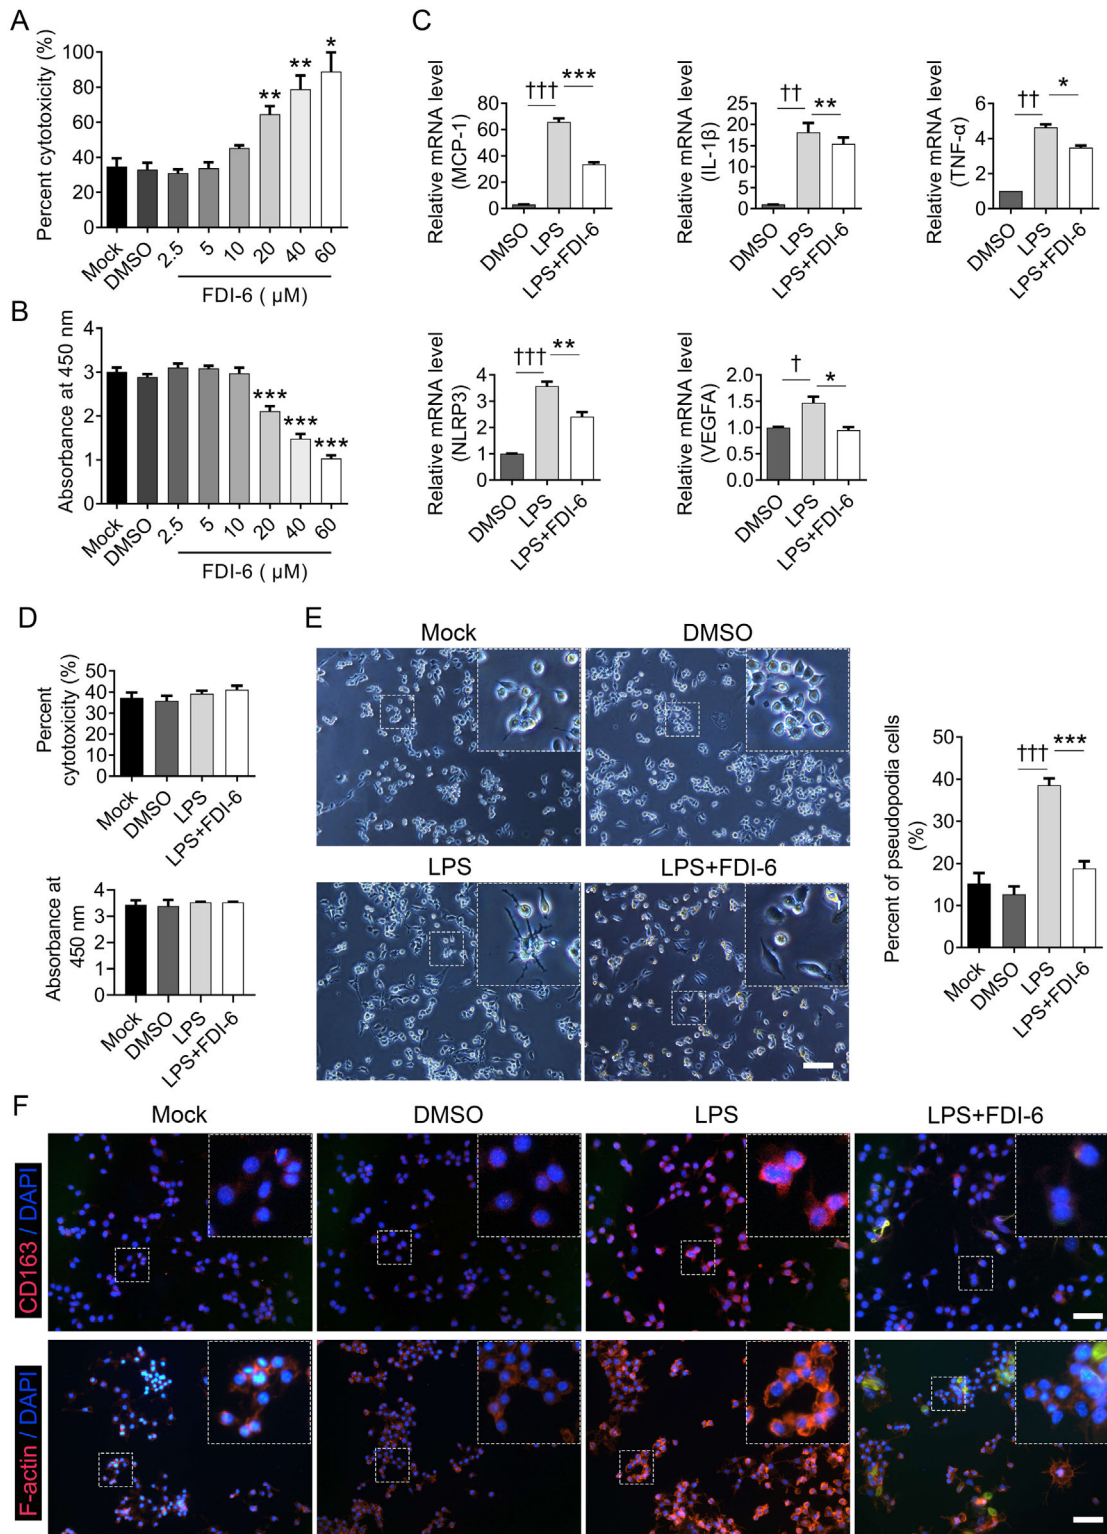 A
Percent cytotoxicity (%)
100
80
60
40
20
0
**
**
*
Mock
DMSO
2.5
5
10
20
40
60
FDI-6 ( µM)
B
Absorbance at 450 nm
4
3
2
1
0
***
***
***
Mock
DMSO
2.5
5
10
20
40
60
FDI-6 ( µM)
C
Relative mRNA level
(MCP-1)
80
60
40
20
0
†††
***
DMSO
LPS
LPS+FDI-6
Relative mRNA level
(IL-1β)
25
20
15
10
5
0
††
**
DMSO
LPS
LPS+FDI-6
Relative mRNA level
(TNF-α)
6
4
2
0
††
*
DMSO
LPS
LPS+FDI-6
Relative mRNA level
(NLRP3)
4
3
2
1
0
†††
**
DMSO
LPS
LPS+FDI-6
Relative mRNA level
(VEGFA)
2.0
1.5
1.0
0.5
0.0
†
*
DMSO
LPS
LPS+FDI-6
D
Percent
cytotoxicity (%)
50
40
30
20
10
0
Mock
DMSO
LPS
LPS+FDI-6
Absorbance at
450 nm
4
3
2
1
0
Mock
DMSO
LPS
LPS+FDI-6
E
Mock
DMSO
LPS
LPS+FDI-6
Percent of pseudopodia cells
(%)
50
40
30
20
10
0
†††
***
Mock
DMSO
LPS
LPS+FDI-6
F
Mock
DMSO
LPS
LPS+FDI-6
CD163 / DAPI
F-actin / DAPI